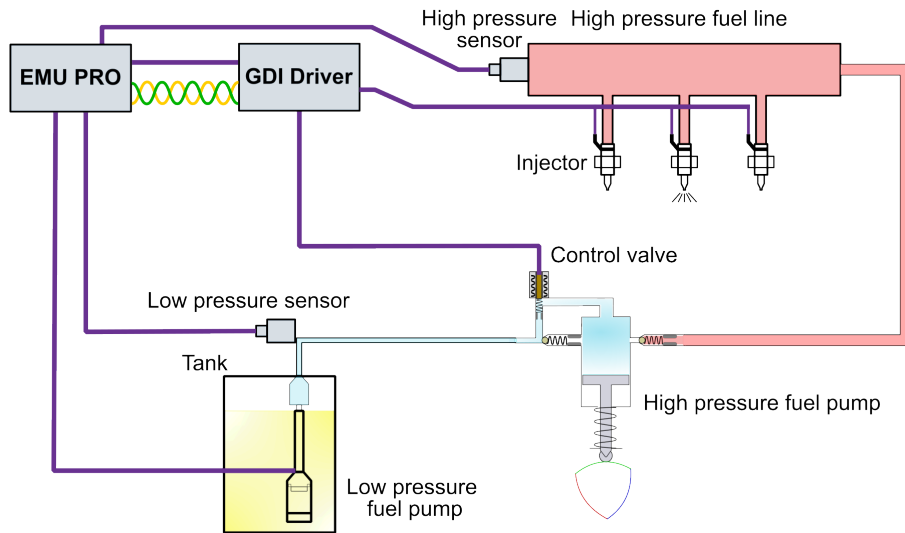 High pressure
sensor
High pressure fuel line
EMU PRO
GDI Driver
Injector
Control valve
Low pressure sensor
Tank
High pressure fuel pump
Low pressure
fuel pump